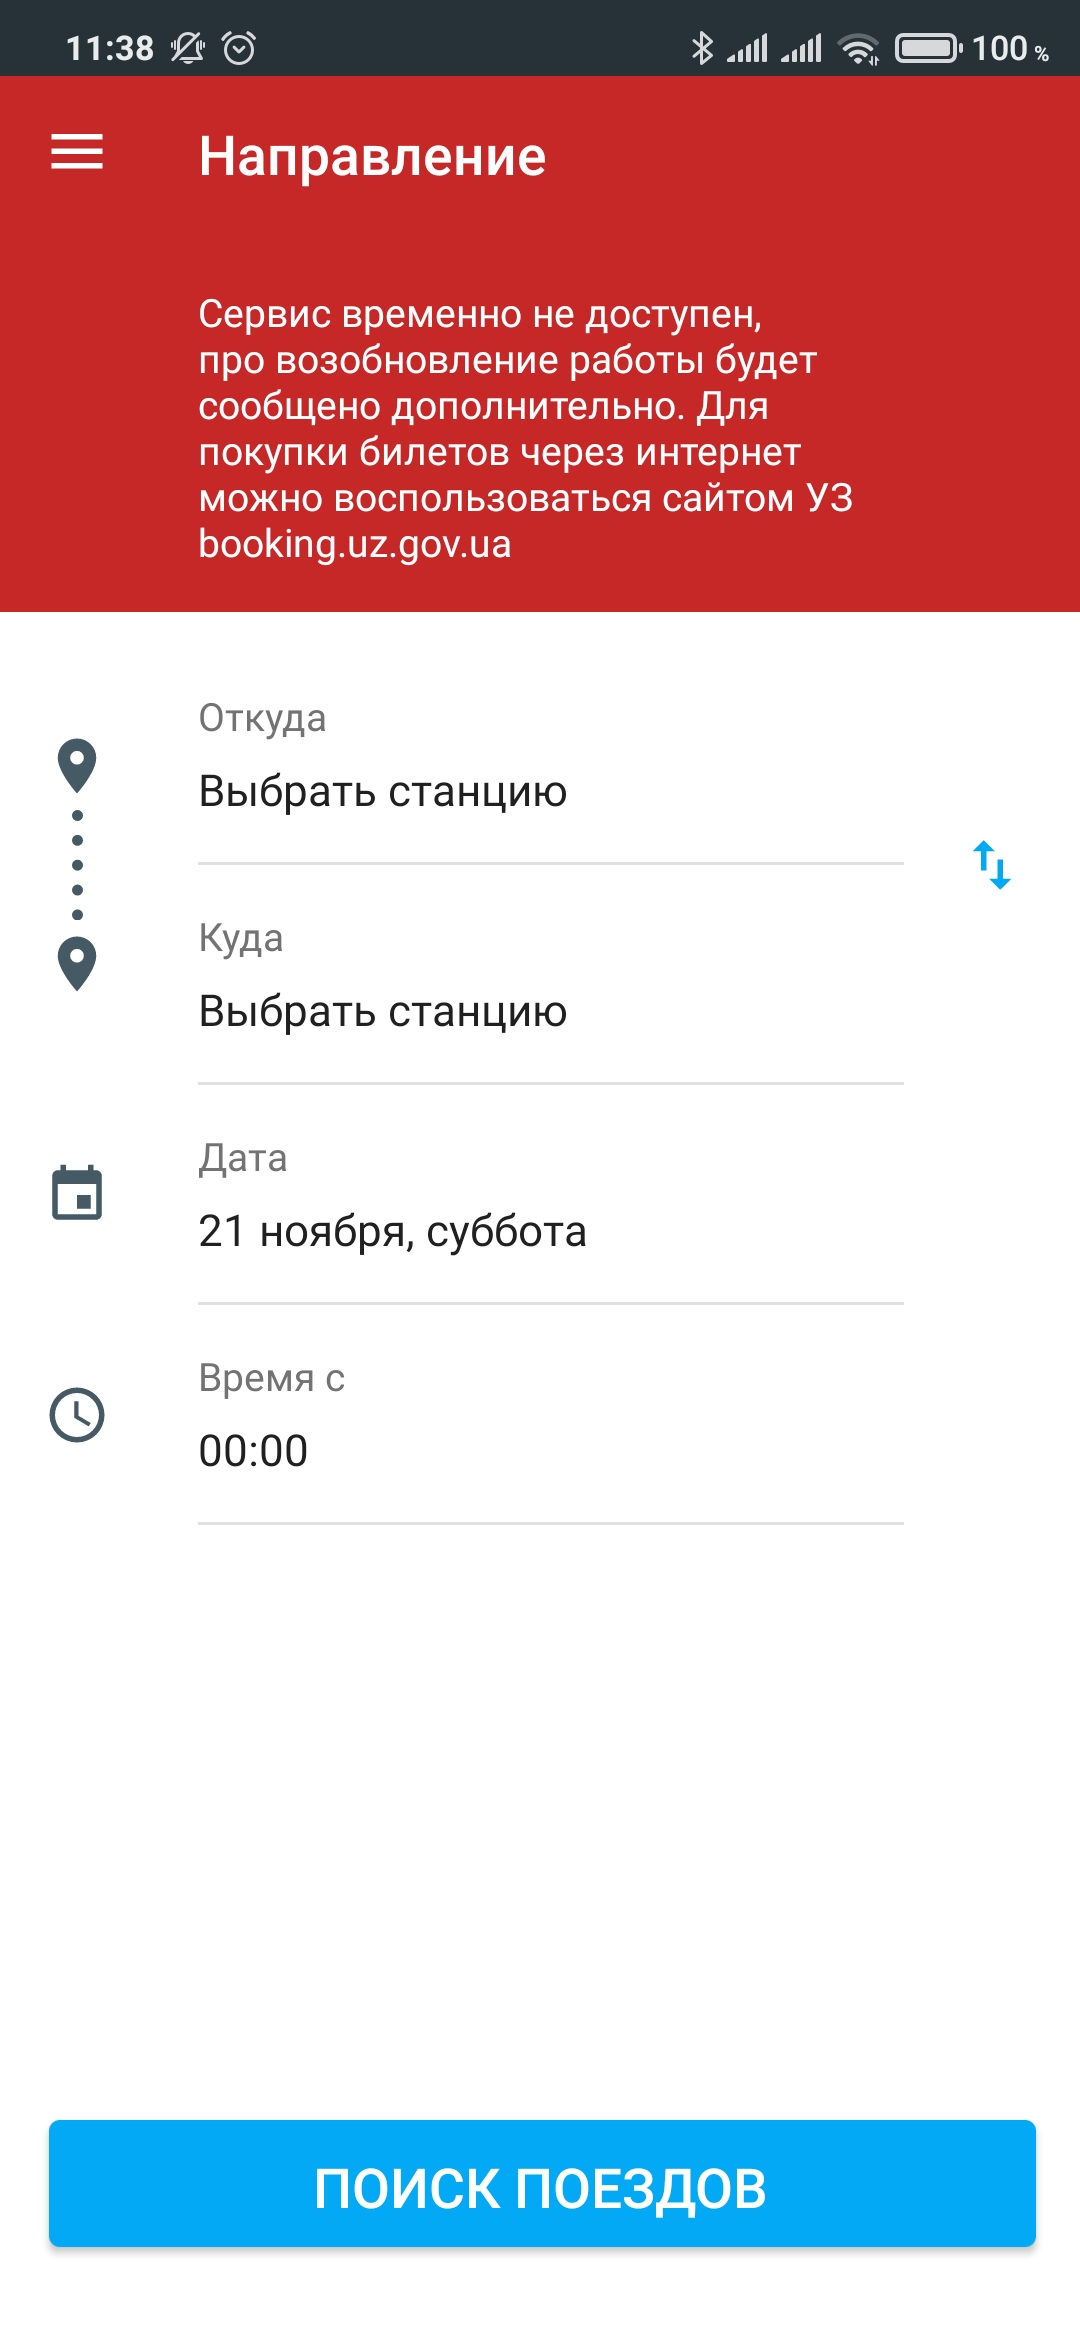 11:38
100 %
Направление
Сервис временно не доступен,
про возобновление работы будет
сообщено дополнительно. Для
покупки билетов через интернет
можно воспользоваться сайтом УЗ
booking.uz.gov.ua
Откуда
Выбрать станцию
Куда
Выбрать станцию
Дата
21 ноября, суббота
Время с
00:00
ПОИСК ПОЕЗДОВ